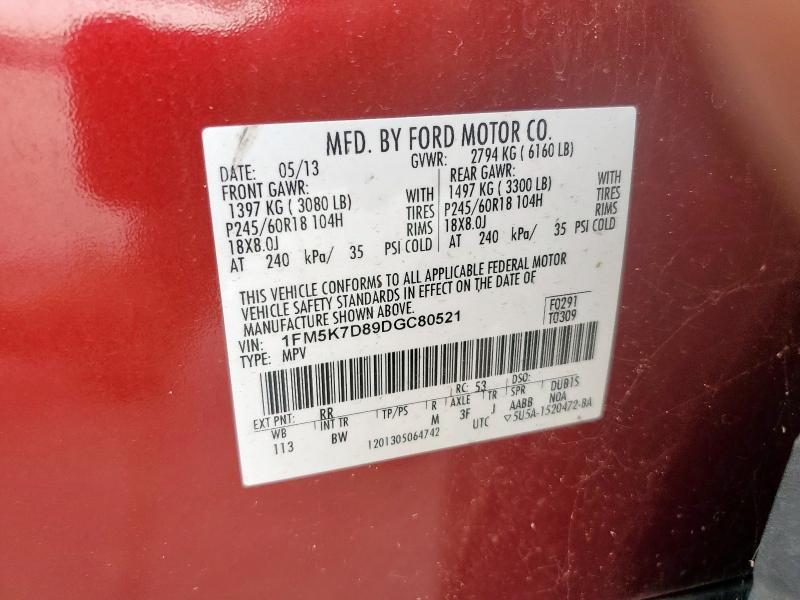 MFD. BY FORD MOTOR CO.
DATE: 05/13 GVWR: 2794 KG ( 6160 LB)
FRONT GAWR: REAR GAWR:
1397 KG ( 3080 LB) WITH 1497 KG ( 3300 LB) WITH
P245/60R18 104H TIRES P245/60R18 104H TIRES
18X8.0J RIMS 18X8.0J RIMS
AT 240 kPa/ 35 PSI COLD AT 240 kPa/ 35 PSI COLD
THIS VEHICLE CONFORMS TO ALL APPLICABLE FEDERAL MOTOR
VEHICLE SAFETY STANDARDS IN EFFECT ON THE DATE OF
MANUFACTURE SHOWN ABOVE.
F0291
VIN: 1FM5K7D89DGC80521
T0309
TYPE: MPV
EXT PNT: RR RC: 53 DSO:
WB INT TR TP/PS R AXLE TR SPR DUB1S
113 BW M 3F J AABB N0A
1201305064742 UTC ▽5U5A-1520472-BA